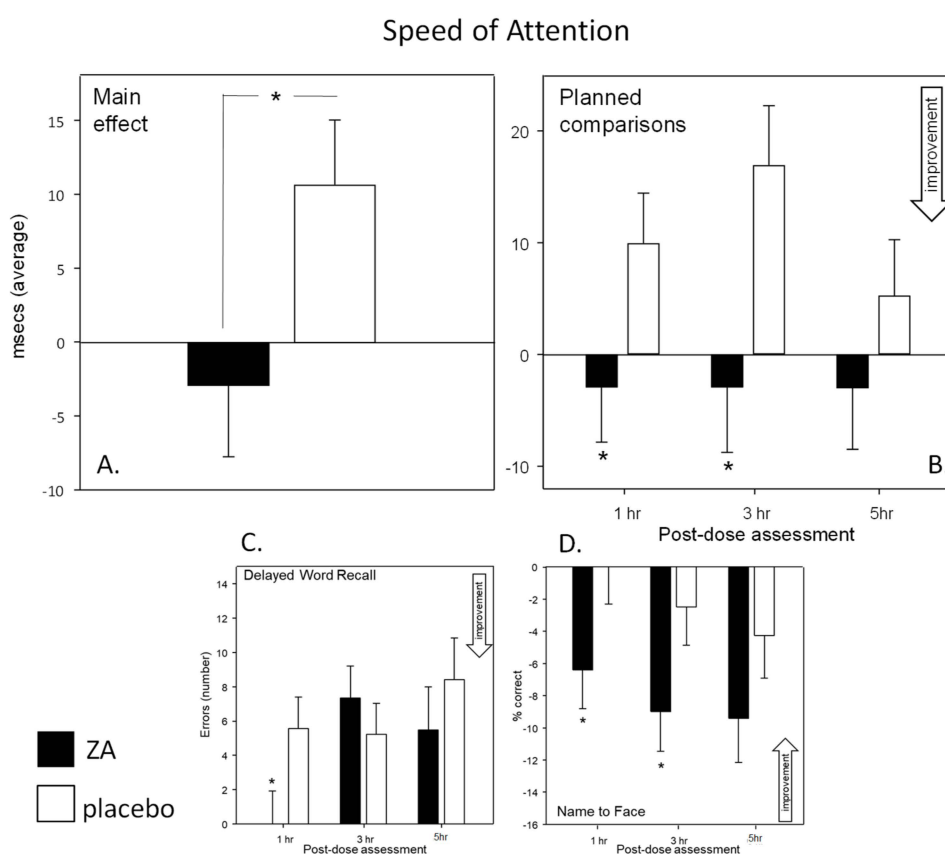 Speed of Attention
Main
effect
*
15
10
5
0
-5
-10
msecs (average)
A.
Planned
comparisons
improvement
20
10
0
-10
*
*
B.
1 hr
3 hr
5hr
Post-dose assessment
C.
Delayed Word Recall
improvement
14
12
10
8
6
4
2
0
Errors (number)
*
1 hr
3 hr
5hr
Post-dose assessment
D.
0
-2
-4
-6
-8
-10
-12
-14
-16
% correct
*
*
improvement
Name to Face
1 hr
3 hr
5hr
Post-dose assessment
ZA
placebo